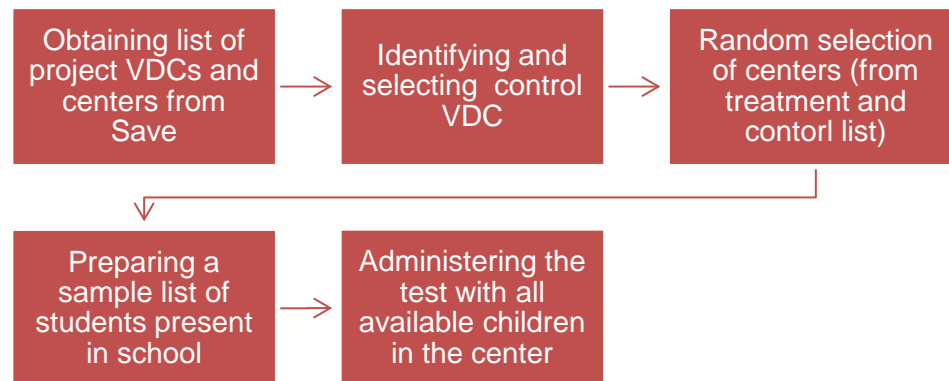 Obtaining list of
project VDCs and
centers from
Save
Identifying and
selecting control
VDC
Random selection
of centers (from
treatment and
contorl list)
Preparing a
sample list of
students present
in school
Administering the
test with all
available children
in the center